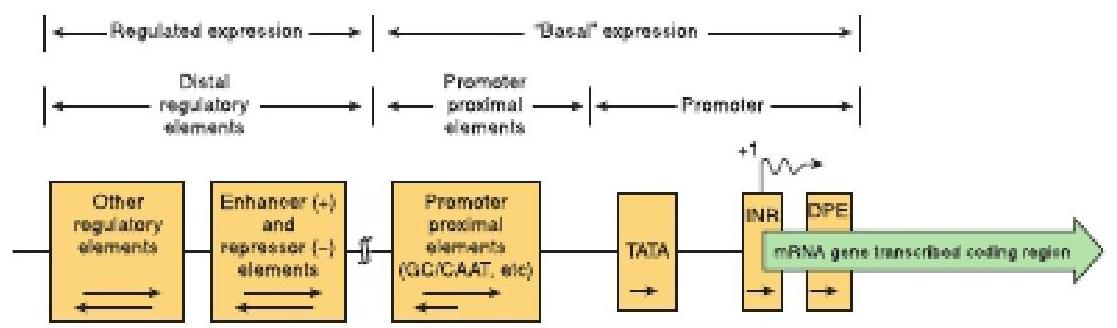 Regulated expression
"Basal" expression
Distal
regulatory
elements
Promoter
proximal
elements
Promoter
+1
Other
regulatory
elements
Enhancer (+)
and
repressor (−)
elements
Promoter
proximal
elements
(GC/CAAT, etc)
TATA
INR
DPE
mRNA gene transcribed coding region